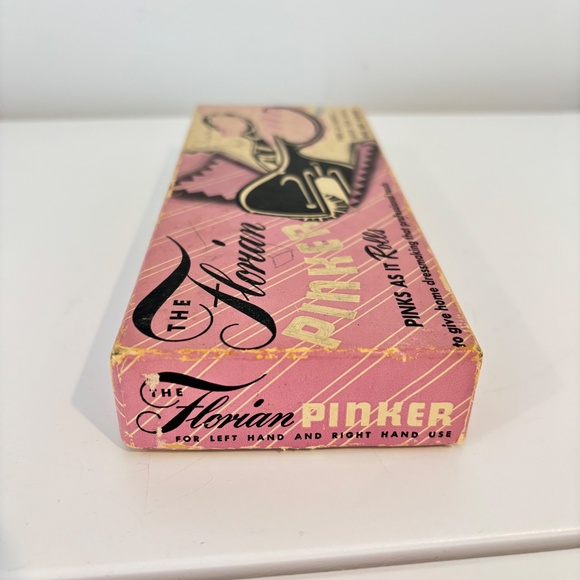 THE Florian
PINKER
PINKS AS IT Rolls
to give home dressmaking that professional touch
THE Florian PINKER
FOR LEFT HAND AND RIGHT HAND USE